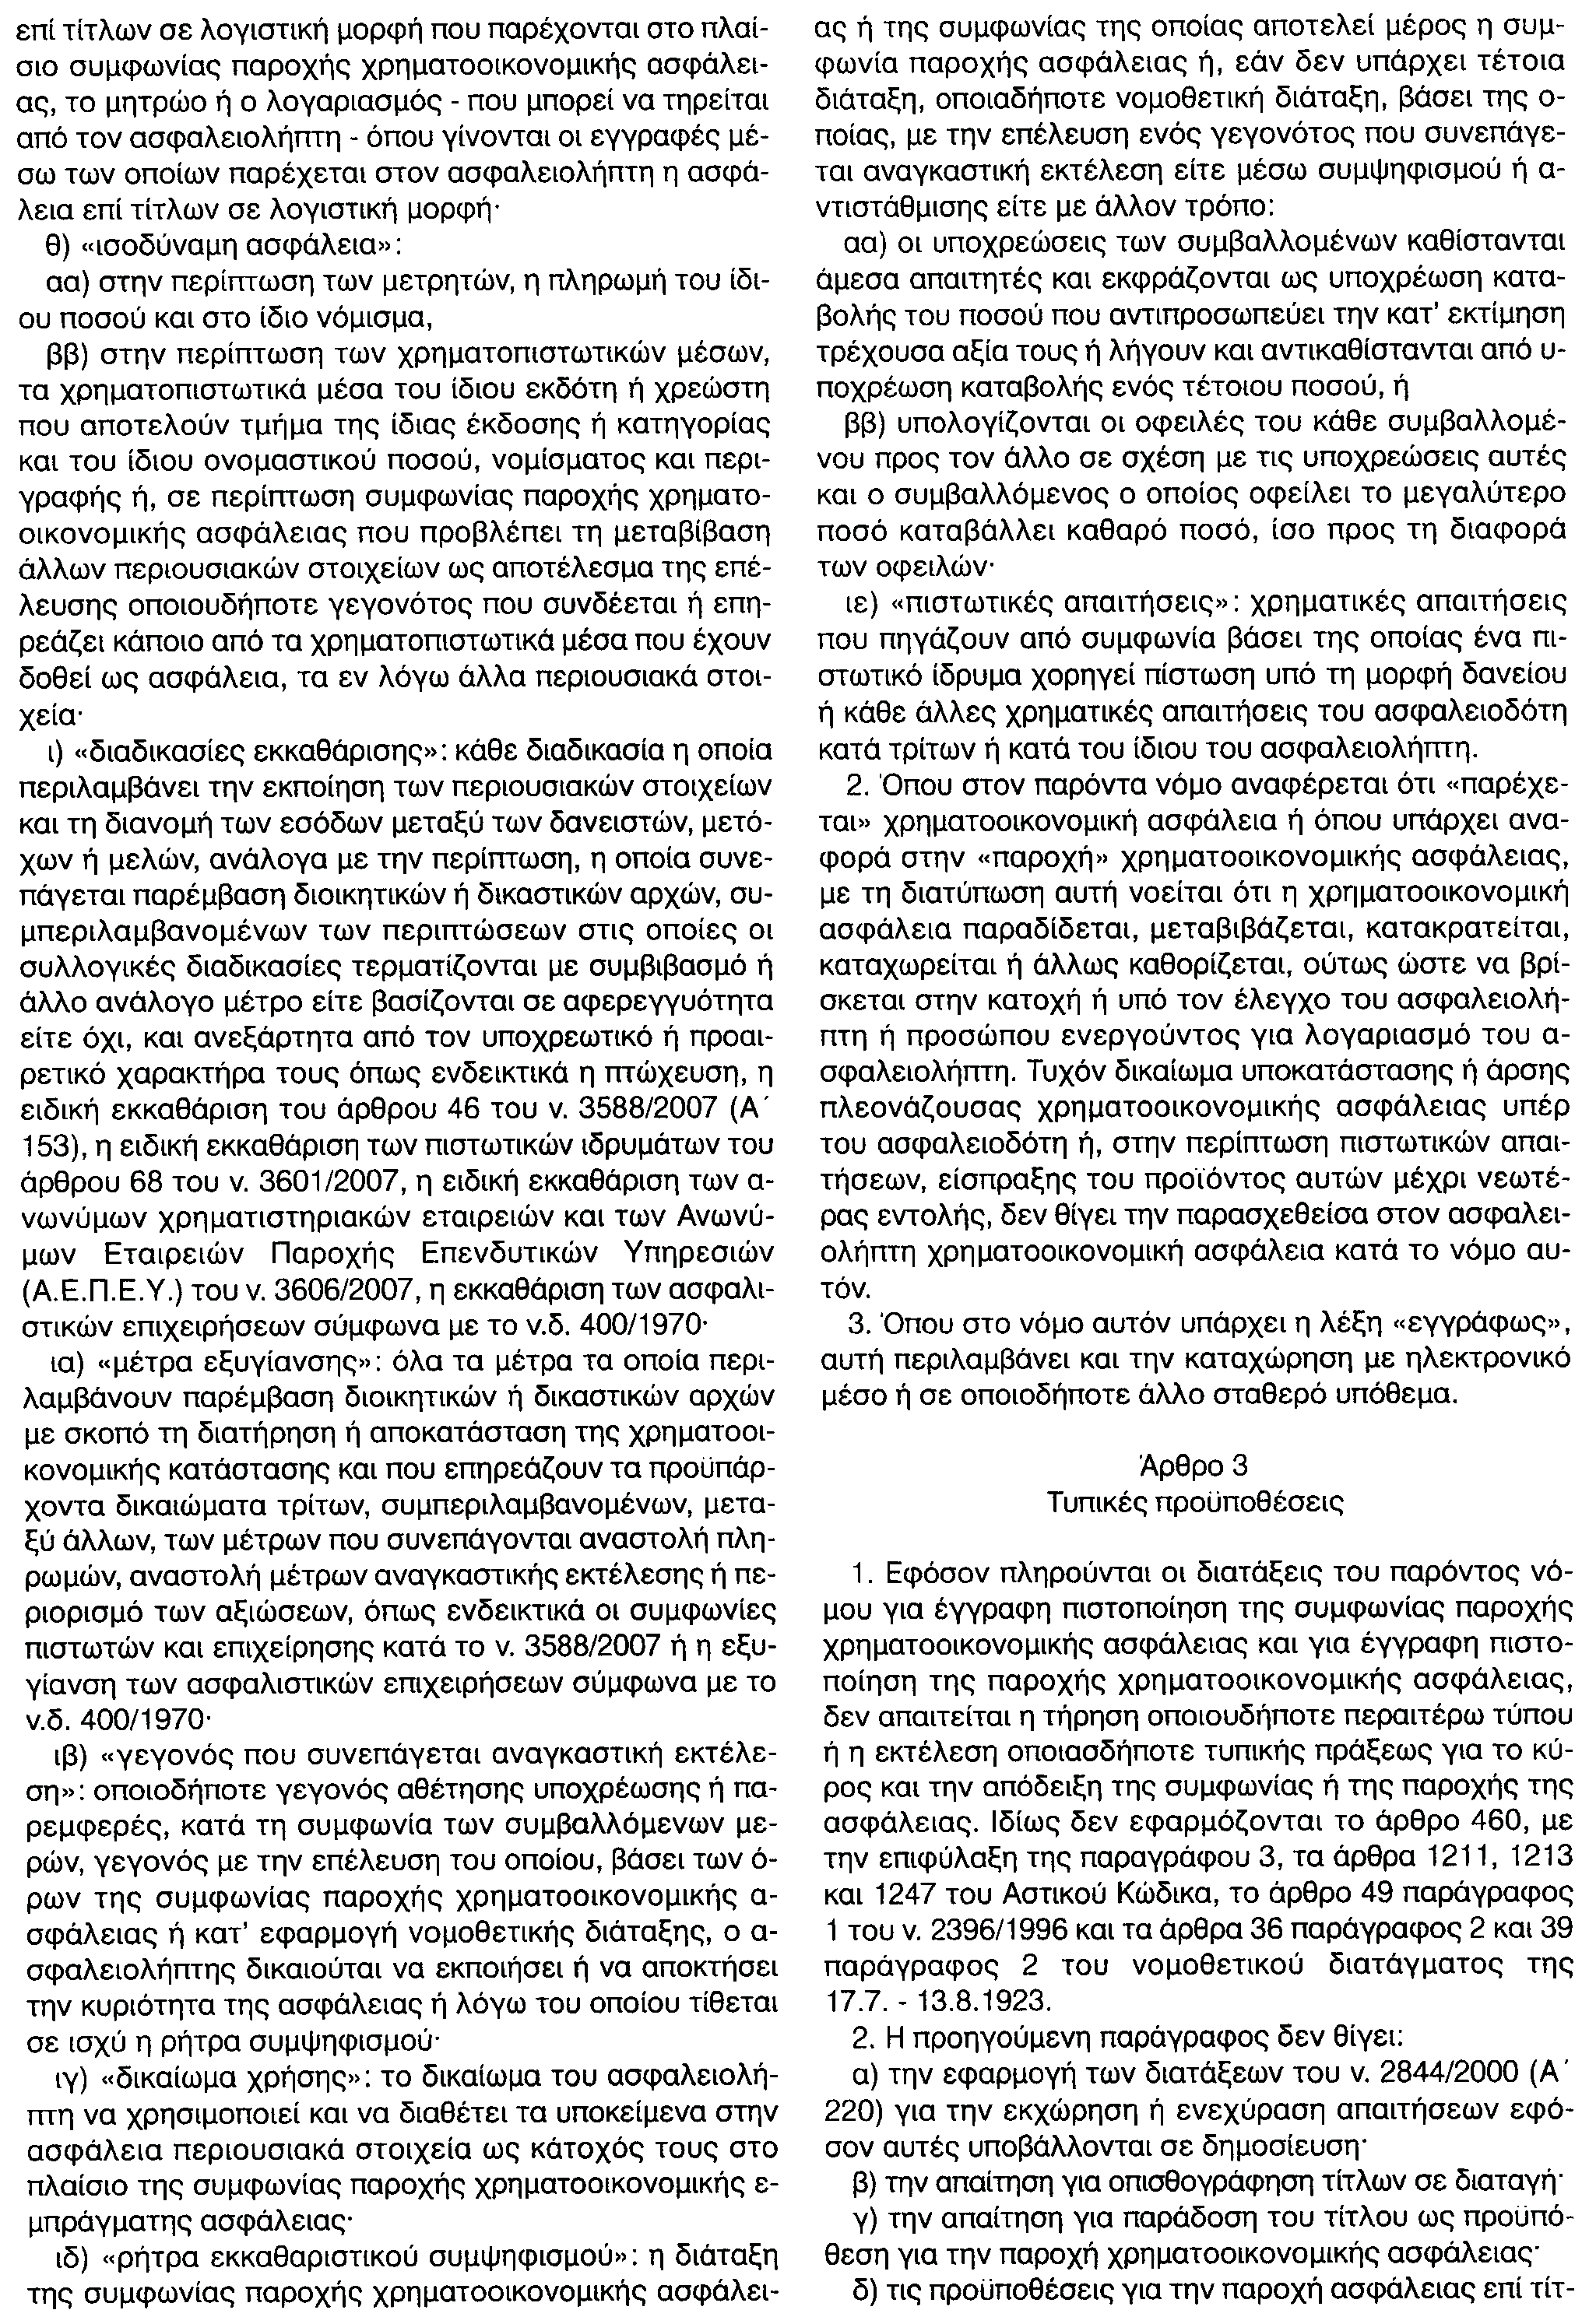 επί τίτλων σε λογιστική μορφή που παρέχονται στο πλαί-
σιο συμφωνίας παροχής χρηματοοικονομικής ασφάλει-
ας, το μητρώο ή ο λογαριασμός - που μπορεί να τηρείται
από τον ασφαλειολήπτη - όπου γίνονται οι εγγραφές μέ-
σω των οποίων παρέχεται στον ασφαλειολήπτη η ασφά-
λεια επί τίτλων σε λογιστική μορφή·
θ) «ισοδύναμη ασφάλεια»:
αα) στην περίπτωση των μετρητών, η πληρωμή του ίδι-
ου ποσού και στο ίδιο νόμισμα,
ββ) στην περίπτωση των χρηματοπιστωτικών μέσων,
τα χρηματοπιστωτικά μέσα του ίδιου εκδότη ή χρεώστη
που αποτελούν τμήμα της ίδιας έκδοσης ή κατηγορίας
και του ίδιου ονομαστικού ποσού, νομίσματος και περι-
γραφής ή, σε περίπτωση συμφωνίας παροχής χρηματο-
οικονομικής ασφάλειας που προβλέπει τη μεταβίβαση
άλλων περιουσιακών στοιχείων ως αποτέλεσμα της επέ-
λευσης οποιουδήποτε γεγονότος που συνδέεται ή επη-
ρεάζει κάποιο από τα χρηματοπιστωτικά μέσα που έχουν
δοθεί ως ασφάλεια, τα εν λόγω άλλα περιουσιακά στοι-
χεία·
ι) «διαδικασίες εκκαθάρισης»: κάθε διαδικασία η οποία
περιλαμβάνει την εκποίηση των περιουσιακών στοιχείων
και τη διανομή των εσόδων μεταξύ των δανειστών, μετό-
χων ή μελών, ανάλογα με την περίπτωση, η οποία συνε-
πάγεται παρέμβαση διοικητικών ή δικαστικών αρχών, συ-
μπεριλαμβανομένων των περιπτώσεων στις οποίες οι
συλλογικές διαδικασίες τερματίζονται με συμβιβασμό ή
άλλο ανάλογο μέτρο είτε βασίζονται σε αφερεγγυότητα
είτε όχι, και ανεξάρτητα από τον υποχρεωτικό ή προαι-
ρετικό χαρακτήρα τους όπως ενδεικτικά η πτώχευση, η
ειδική εκκαθάριση του άρθρου 46 του ν. 3588/2007 (Α΄
153), η ειδική εκκαθάριση των πιστωτικών ιδρυμάτων του
άρθρου 68 του ν. 3601/2007, η ειδική εκκαθάριση των α-
νωνύμων χρηματιστηριακών εταιρειών και των Ανωνύ-
μων Εταιρειών Παροχής Επενδυτικών Υπηρεσιών
(Α.Ε.Π.Ε.Υ.) του ν. 3606/2007, η εκκαθάριση των ασφαλι-
στικών επιχειρήσεων σύμφωνα με το ν.δ. 400/1970·
ια) «μέτρα εξυγίανσης»: όλα τα μέτρα τα οποία περι-
λαμβάνουν παρέμβαση διοικητικών ή δικαστικών αρχών
με σκοπό τη διατήρηση ή αποκατάσταση της χρηματοοι-
κονομικής κατάστασης και που επηρεάζουν τα προϋπάρ-
χοντα δικαιώματα τρίτων, συμπεριλαμβανομένων, μετα-
ξύ άλλων, των μέτρων που συνεπάγονται αναστολή πλη-
ρωμών, αναστολή μέτρων αναγκαστικής εκτέλεσης ή πε-
ριορισμό των αξιώσεων, όπως ενδεικτικά οι συμφωνίες
πιστωτών και επιχείρησης κατά το ν. 3588/2007 ή η εξυ-
γίανση των ασφαλιστικών επιχειρήσεων σύμφωνα με το
ν.δ. 400/1970·
ιβ) «γεγονός που συνεπάγεται αναγκαστική εκτέλε-
ση»: οποιοδήποτε γεγονός αθέτησης υποχρέωσης ή πα-
ρεμφερές, κατά τη συμφωνία των συμβαλλόμενων με-
ρών, γεγονός με την επέλευση του οποίου, βάσει των ό-
ρων της συμφωνίας παροχής χρηματοοικονομικής α-
σφάλειας ή κατ' εφαρμογή νομοθετικής διάταξης, ο α-
σφαλειολήπτης δικαιούται να εκποιήσει ή να αποκτήσει
την κυριότητα της ασφάλειας ή λόγω του οποίου τίθεται
σε ισχύ η ρήτρα συμψηφισμού·
ιγ) «δικαίωμα χρήσης»: το δικαίωμα του ασφαλειολή-
πτη να χρησιμοποιεί και να διαθέτει τα υποκείμενα στην
ασφάλεια περιουσιακά στοιχεία ως κάτοχός τους στο
πλαίσιο της συμφωνίας παροχής χρηματοοικονομικής ε-
μπράγματης ασφάλειας·
ιδ) «ρήτρα εκκαθαριστικού συμψηφισμού»: η διάταξη
της συμφωνίας παροχής χρηματοοικονομικής ασφάλει-
ας ή της συμφωνίας της οποίας αποτελεί μέρος η συμ-
φωνία παροχής ασφάλειας ή, εάν δεν υπάρχει τέτοια
διάταξη, οποιαδήποτε νομοθετική διάταξη, βάσει της ο-
ποίας, με την επέλευση ενός γεγονότος που συνεπάγε-
ται αναγκαστική εκτέλεση είτε μέσω συμψηφισμού ή α-
ντιστάθμισης είτε με άλλον τρόπο:
αα) οι υποχρεώσεις των συμβαλλομένων καθίστανται
άμεσα απαιτητές και εκφράζονται ως υποχρέωση κατα-
βολής του ποσού που αντιπροσωπεύει την κατ' εκτίμηση
τρέχουσα αξία τους ή λήγουν και αντικαθίστανται από υ-
ποχρέωση καταβολής ενός τέτοιου ποσού, ή
ββ) υπολογίζονται οι οφειλές του κάθε συμβαλλομέ-
νου προς τον άλλο σε σχέση με τις υποχρεώσεις αυτές
και ο συμβαλλόμενος ο οποίος οφείλει το μεγαλύτερο
ποσό καταβάλλει καθαρό ποσό, ίσο προς τη διαφορά
των οφειλών·
ιε) «πιστωτικές απαιτήσεις»: χρηματικές απαιτήσεις
που πηγάζουν από συμφωνία βάσει της οποίας ένα πι-
στωτικό ίδρυμα χορηγεί πίστωση υπό τη μορφή δανείου
ή κάθε άλλες χρηματικές απαιτήσεις του ασφαλειοδότη
κατά τρίτων ή κατά του ίδιου του ασφαλειολήπτη.
2. Όπου στον παρόντα νόμο αναφέρεται ότι «παρέχε-
ται» χρηματοοικονομική ασφάλεια ή όπου υπάρχει ανα-
φορά στην «παροχή» χρηματοοικονομικής ασφάλειας,
με τη διατύπωση αυτή νοείται ότι η χρηματοοικονομική
ασφάλεια παραδίδεται, μεταβιβάζεται, κατακρατείται,
καταχωρείται ή άλλως καθορίζεται, ούτως ώστε να βρί-
σκεται στην κατοχή ή υπό τον έλεγχο του ασφαλειολή-
πτη ή προσώπου ενεργούντος για λογαριασμό του α-
σφαλειολήπτη. Τυχόν δικαίωμα υποκατάστασης ή άρσης
πλεονάζουσας χρηματοοικονομικής ασφάλειας υπέρ
του ασφαλειοδότη ή, στην περίπτωση πιστωτικών απαι-
τήσεων, είσπραξης του προϊόντος αυτών μέχρι νεωτέ-
ρας εντολής, δεν θίγει την παρασχεθείσα στον ασφαλει-
ολήπτη χρηματοοικονομική ασφάλεια κατά το νόμο αυ-
τόν.
3. Όπου στο νόμο αυτόν υπάρχει η λέξη «εγγράφως»,
αυτή περιλαμβάνει και την καταχώρηση με ηλεκτρονικό
μέσο ή σε οποιοδήποτε άλλο σταθερό υπόθεμα.
Άρθρο 3
Τυπικές προϋποθέσεις
1. Εφόσον πληρούνται οι διατάξεις του παρόντος νό-
μου για έγγραφη πιστοποίηση της συμφωνίας παροχής
χρηματοοικονομικής ασφάλειας και για έγγραφη πιστο-
ποίηση της παροχής χρηματοοικονομικής ασφάλειας,
δεν απαιτείται η τήρηση οποιουδήποτε περαιτέρω τύπου
ή η εκτέλεση οποιασδήποτε τυπικής πράξεως για το κύ-
ρος και την απόδειξη της συμφωνίας ή της παροχής της
ασφάλειας. Ιδίως δεν εφαρμόζονται το άρθρο 460, με
την επιφύλαξη της παραγράφου 3, τα άρθρα 1211, 1213
και 1247 του Αστικού Κώδικα, το άρθρο 49 παράγραφος
1 του ν. 2396/1996 και τα άρθρα 36 παράγραφος 2 και 39
παράγραφος 2 του νομοθετικού διατάγματος της
17.7. - 13.8.1923.
2. Η προηγούμενη παράγραφος δεν θίγει:
α) την εφαρμογή των διατάξεων του ν. 2844/2000 (Α΄
220) για την εκχώρηση ή ενεχύραση απαιτήσεων εφό-
σον αυτές υποβάλλονται σε δημοσίευση·
β) την απαίτηση για οπισθογράφηση τίτλων σε διαταγή·
γ) την απαίτηση για παράδοση του τίτλου ως προϋπό-
θεση για την παροχή χρηματοοικονομικής ασφάλειας·
δ) τις προϋποθέσεις για την παροχή ασφάλειας επί τίτ-